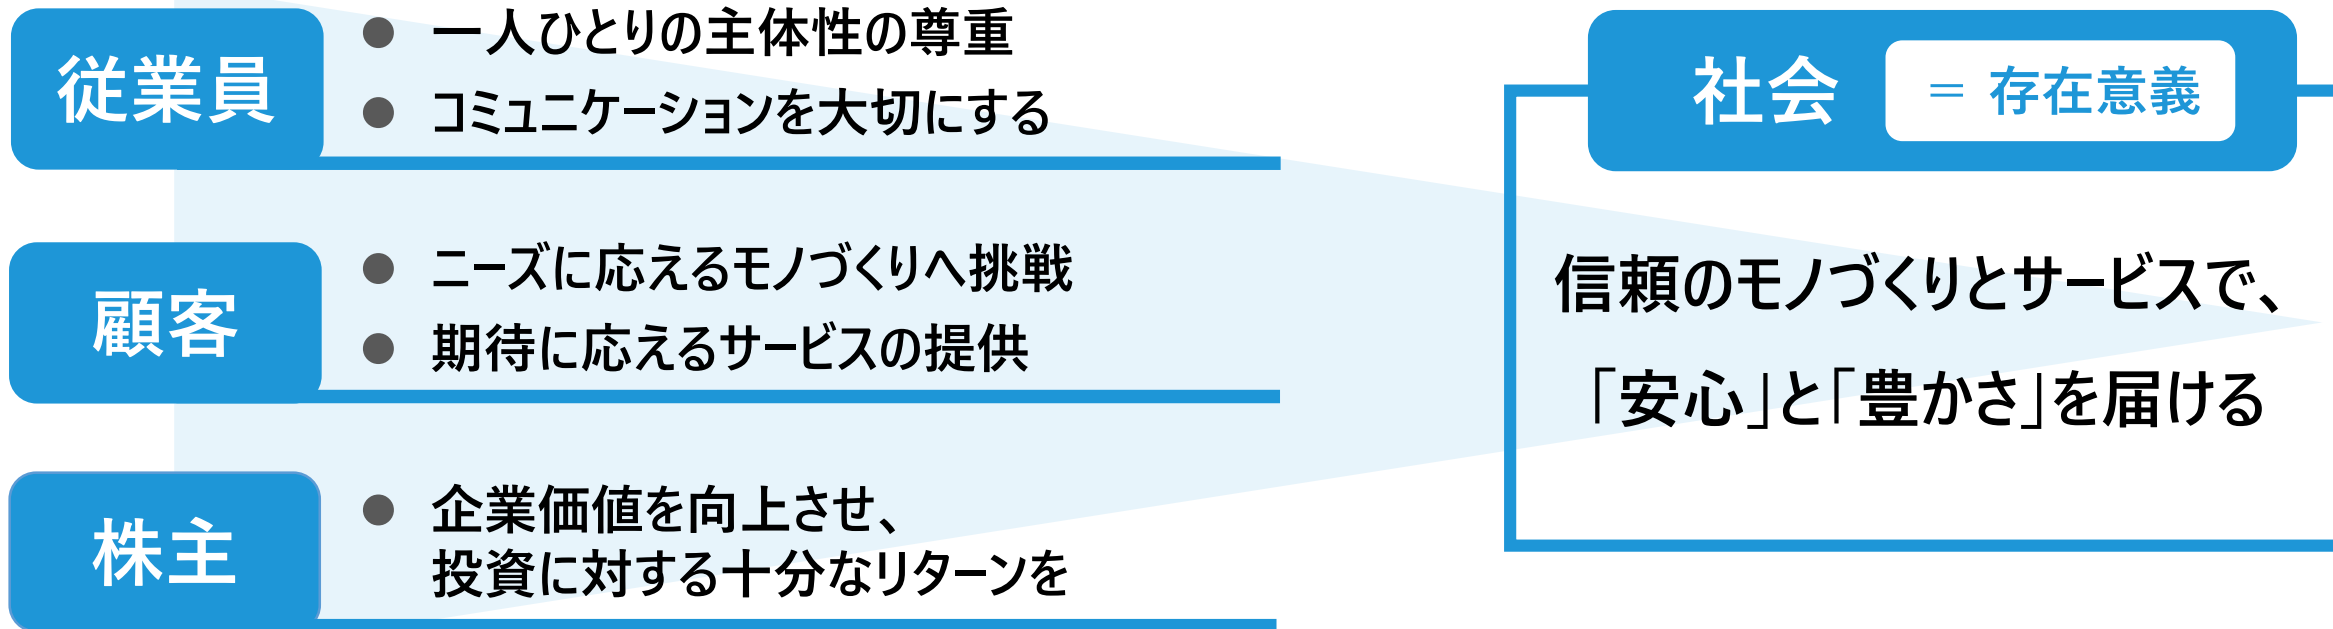 従業員
● 一人ひとりの主体性の尊重
● コミュニケーションを大切にする
顧客
● ニーズに応えるモノづくりへ挑戦
● 期待に応えるサービスの提供
株主
● 企業価値を向上させ、
投資に対する十分なリターンを
社会 ＝ 存在意義
信頼のモノづくりとサービスで、
「安心」と「豊かさ」を届ける